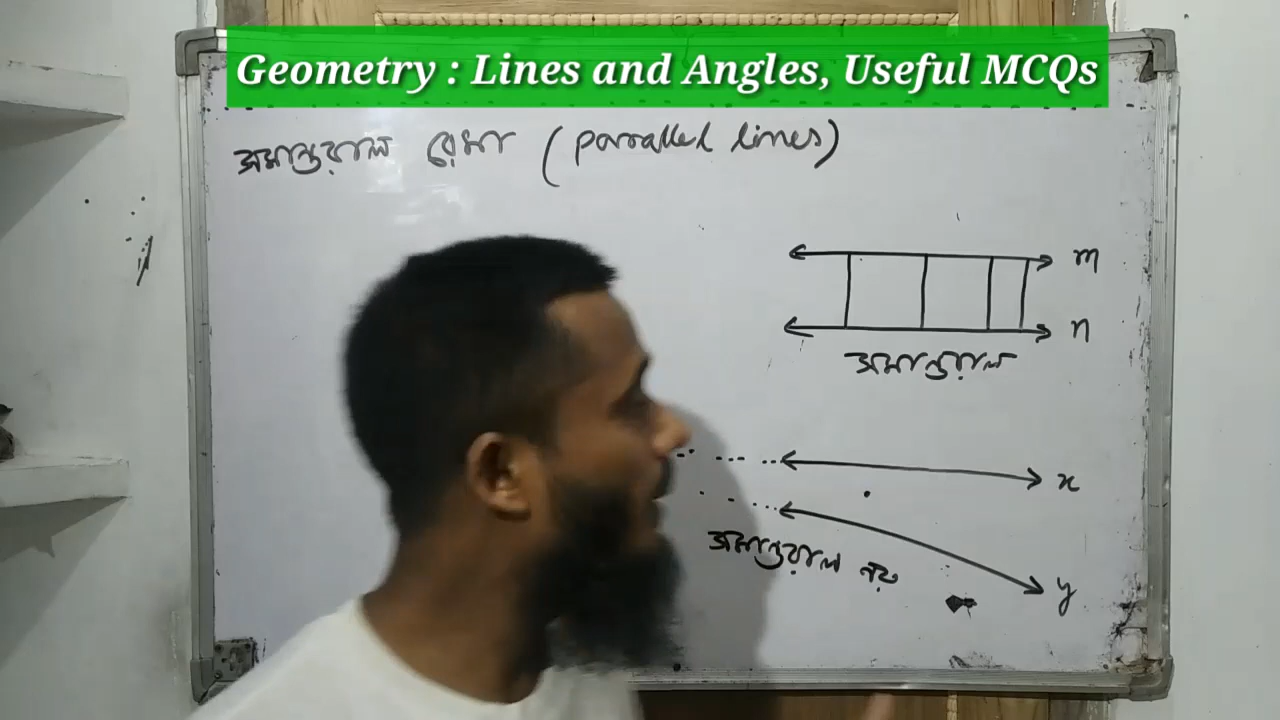 Geometry : Lines and Angles, Useful MCQs
সমান্তরাল রেখা (parallel lines)
m
n
সমান্তরাল
x
y
সমান্তরাল নয়